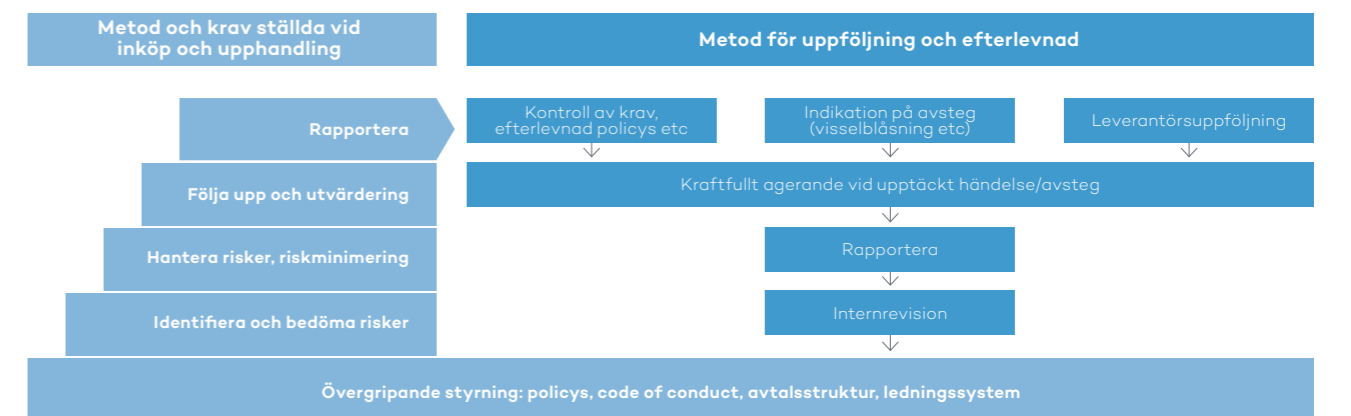 Metod och krav ställda vid
inköp och upphandling
Metod för uppföljning och efterlevnad
Rapportera
Följa upp och utvärdering
Hantera risker, riskminimering
Identifiera och bedöma risker
Kontroll av krav,
efterlevnad policys etc
Indikation på avsteg
(visselblåsning etc)
Leverantörsuppföljning
Kraftfullt agerande vid upptäckt händelse/avsteg
Rapportera
Internrevision
Övergripande styrning: policys, code of conduct, avtalsstruktur, ledningssystem